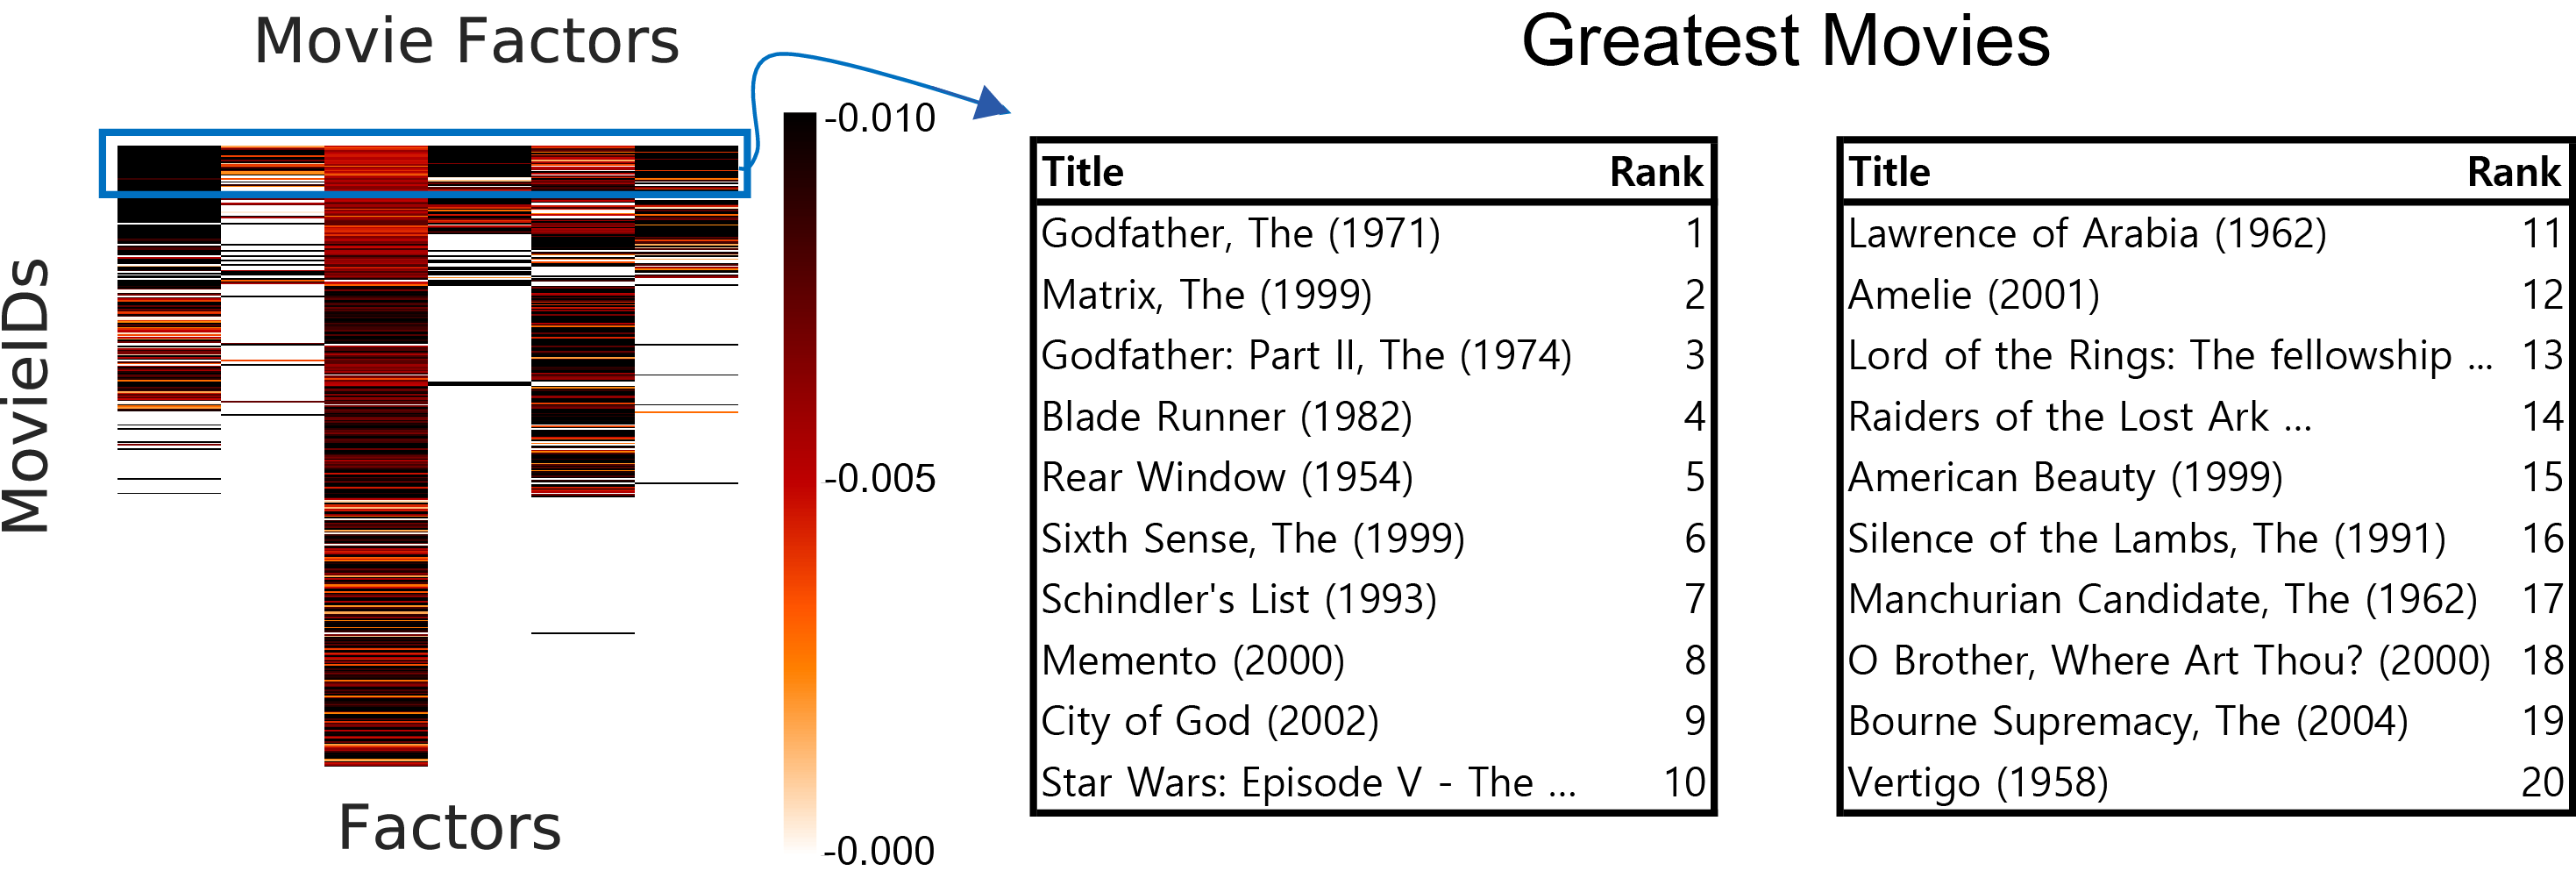 Movie Factors
MovieIDs
Factors
-0.010
-0.005
-0.000
Greatest Movies
Title Rank
Godfather, The (1971) 1
Matrix, The (1999) 2
Godfather: Part II, The (1974) 3
Blade Runner (1982) 4
Rear Window (1954) 5
Sixth Sense, The (1999) 6
Schindler's List (1993) 7
Memento (2000) 8
City of God (2002) 9
Star Wars: Episode V - The ... 10
Title Rank
Lawrence of Arabia (1962) 11
Amelie (2001) 12
Lord of the Rings: The fellowship ... 13
Raiders of the Lost Ark ... 14
American Beauty (1999) 15
Silence of the Lambs, The (1991) 16
Manchurian Candidate, The (1962) 17
O Brother, Where Art Thou? (2000) 18
Bourne Supremacy, The (2004) 19
Vertigo (1958) 20